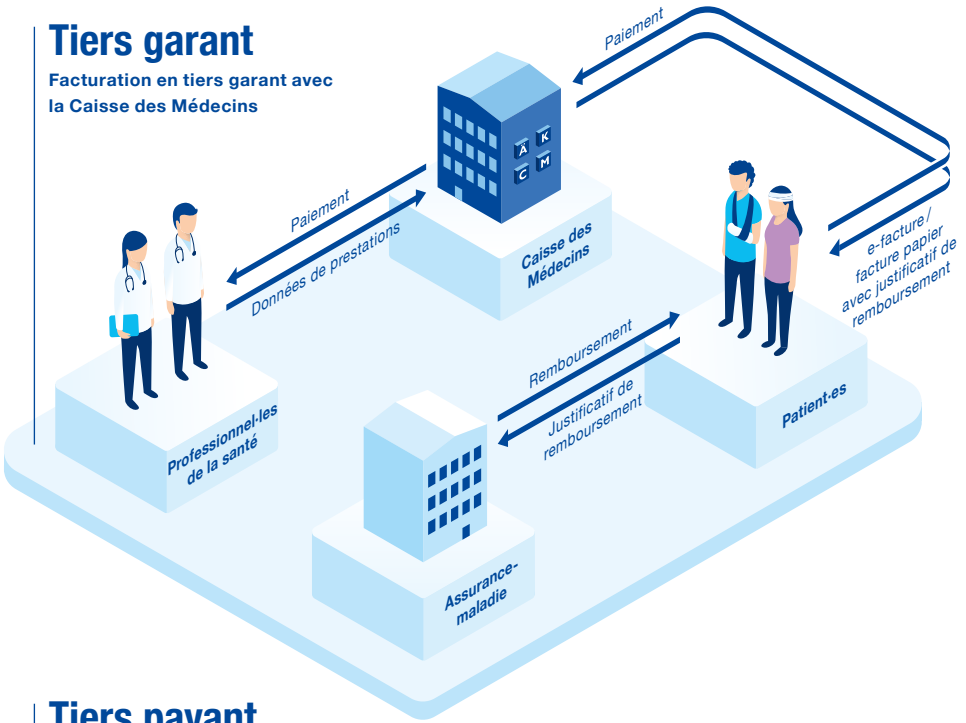 Tiers garant
Facturation en tiers garant avec
la Caisse des Médecins
Paiement
Ä K
C M
Paiement
Données de prestations
Caisse des
Médecins
e-facture /
facture papier
avec justificatif de
remboursement
Remboursement
Justificatif de
remboursement
Patient·es
Professionnel·les
de la santé
Assurance-
maladie
Tiers payant